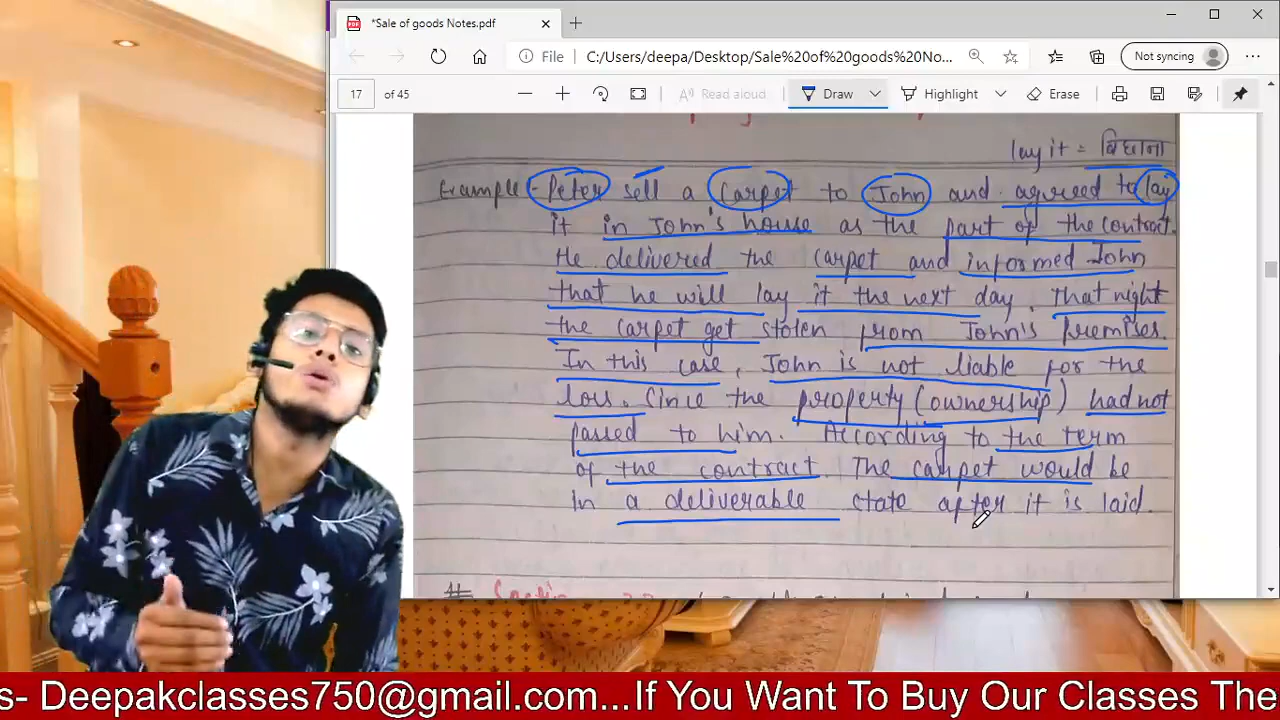 *Sale of goods Notes.pdf
File C:/Users/deepa/Desktop/Sale%20of%20goods%20No... Not syncing
17 of 45 Read aloud Draw Highlight Erase
lay it = बिछाना
Example - Peter sell a Carpet to John and agreed to lay
it in John's house as the part of the contract.
He delivered the carpet and informed John
that he will lay it the next day. That night
the carpet get stolen from John's premises.
In this case, John is not liable for the
loss. Cince the property (ownership) had not
passed to him. According to the term
of the contract. The carpet would be
in a deliverable state after it is laid.
s- Deepakclasses750@gmail.com...If You Want To Buy Our Classes The